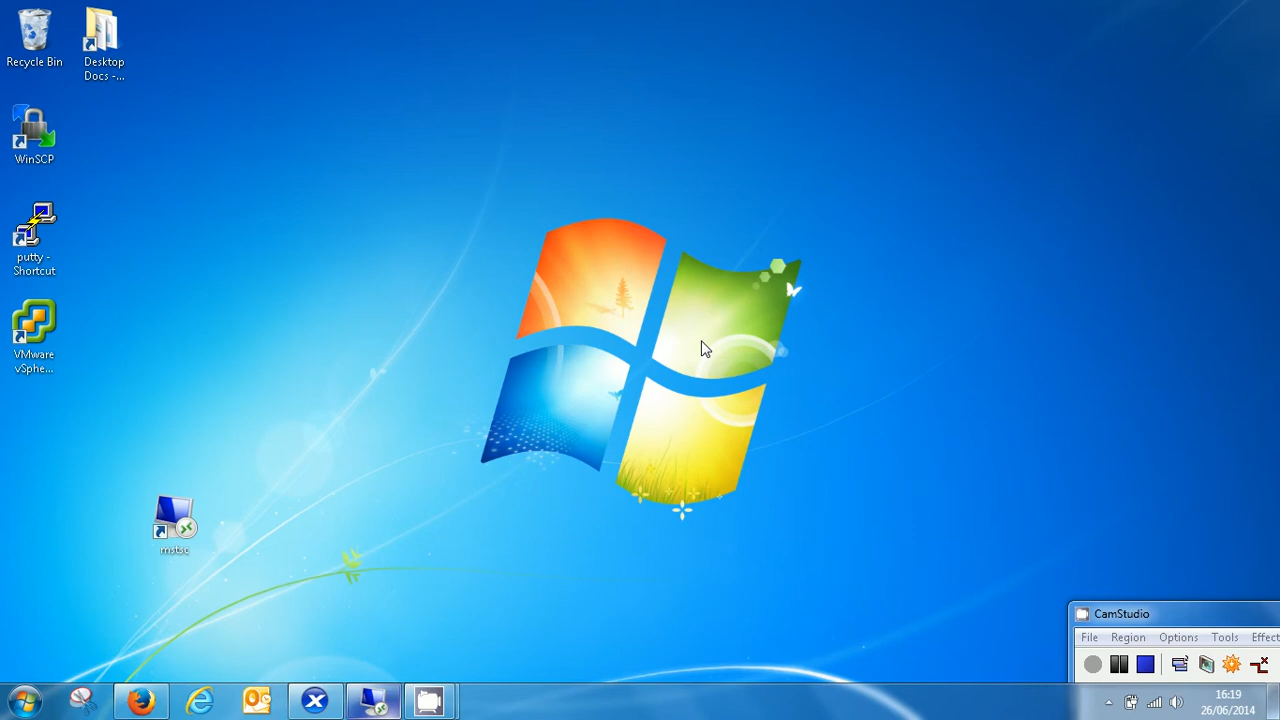 Recycle Bin
Desktop
Docs -...
WinSCP
putty -
Shortcut
VMware
vSphe...
mstsc
CamStudio
File Region Options Tools Effect
16:19
26/06/2014